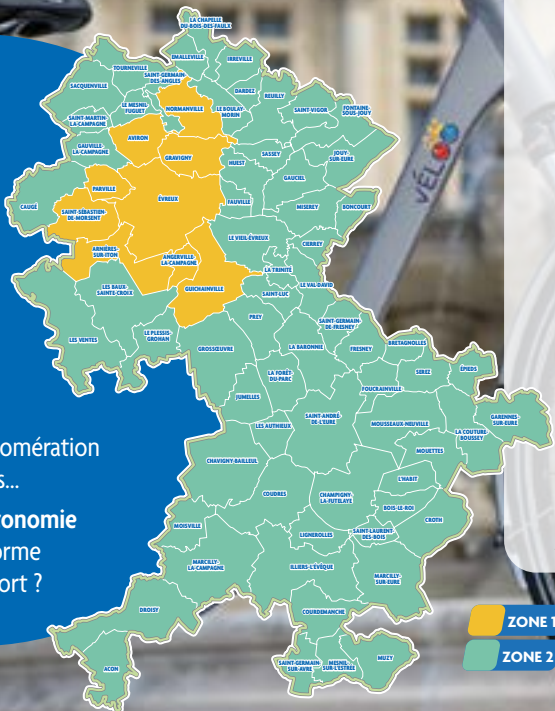 LA CHAPELLE
DU-BOIS-DES-FAULX
EMALLEVILLE
IRREVILLE
TOURNEVILLE
SAINT-GERMAIN-
DES-ANGLES
SACQUENVILLE
DARDEZ
REUILLY
LE MESNIL-
FUGUET
NORMANVILLE
LE BOULAY-
MORIN
SAINT-VIGOR
FONTAINE-
SOUS-JOUY
SAINT-MARTIN-
LA-CAMPAGNE
AVIRON
GAUVILLE-
LA-CAMPAGNE
GRAVIGNY
SASSEY
JOUY-
SUR-EURE
HUEST
GAUCIEL
PARVILLE
ÉVREUX
FAUVILLE
MISEREY
BONCOURT
CAUGÉ
SAINT-SÉBASTIEN-
DE-MORSENT
LE VIEIL-ÉVREUX
CIERREY
ARNIÈRES-
SUR-ITON
ANGERVILLE-
LA-CAMPAGNE
LA TRINITÉ
LE VAL-DAVID
LES BAUX-
SAINTE-CROIX
GUICHAINVILLE
SAINT-LUC
PREY
SAINT-GERMAIN-
DE-FRESNEY
LES VENTES
LE PLESSIS-
GROHAN
GROSSŒUVRE
LA BARONNIE
FRESNEY
BRETAGNOLLES
SEREZ
ÉPIEDS
LA FORÊT-
DU-PARC
FOUCRAINVILLE
JUMELLES
SAINT-ANDRÉ-
DE-L'EURE
GARENNES-
SUR-EURE
LES AUTHIEUX
MOUSSEAUX-NEUVILLE
LA COUTURE-
BOUSSEY
MOUETTES
CHAVIGNY-BAILLEUL
L'HABIT
COUDRES
CHAMPIGNY-
LA-FUTELAYE
BOIS-LE-ROI
CROTH
MOISVILLE
LIGNEROLLES
SAINT-LAURENT-
DES-BOIS
MARCILLY-
LA-CAMPAGNE
ILLIERS-L'ÉVÊQUE
MARCILLY-
SUR-EURE
DROISY
COURDEMANCHE
ACON
SAINT-GERMAIN-
SUR-AVRE
MESNIL-
SUR-L'ESTRÉE
MUZY
VÉLOO
omération
s...
onomie
orme
ort ?
ZONE 1
ZONE 2